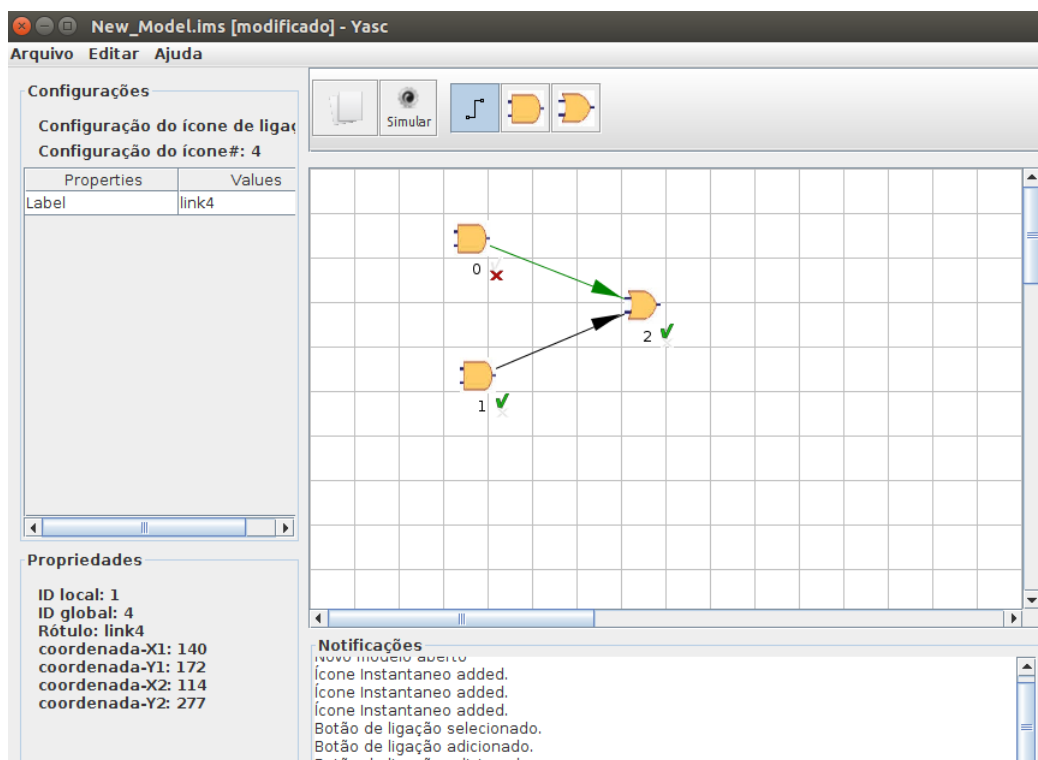 New_Model.ims [modificado] - Yasc
Arquivo Editar Ajuda
Configurações
Configuração do ícone de ligaç
Configuração do ícone#: 4
Properties Values
Label link4
Simular
0
2
1
Propriedades
ID local: 1
ID global: 4
Rótulo: link4
coordenada-X1: 140
coordenada-Y1: 172
coordenada-X2: 114
coordenada-Y2: 277
Notificações
Novo modelo aberto
Ícone Instantaneo added.
Ícone Instantaneo added.
Ícone Instantaneo added.
Botão de ligação selecionado.
Botão de ligação adicionado.